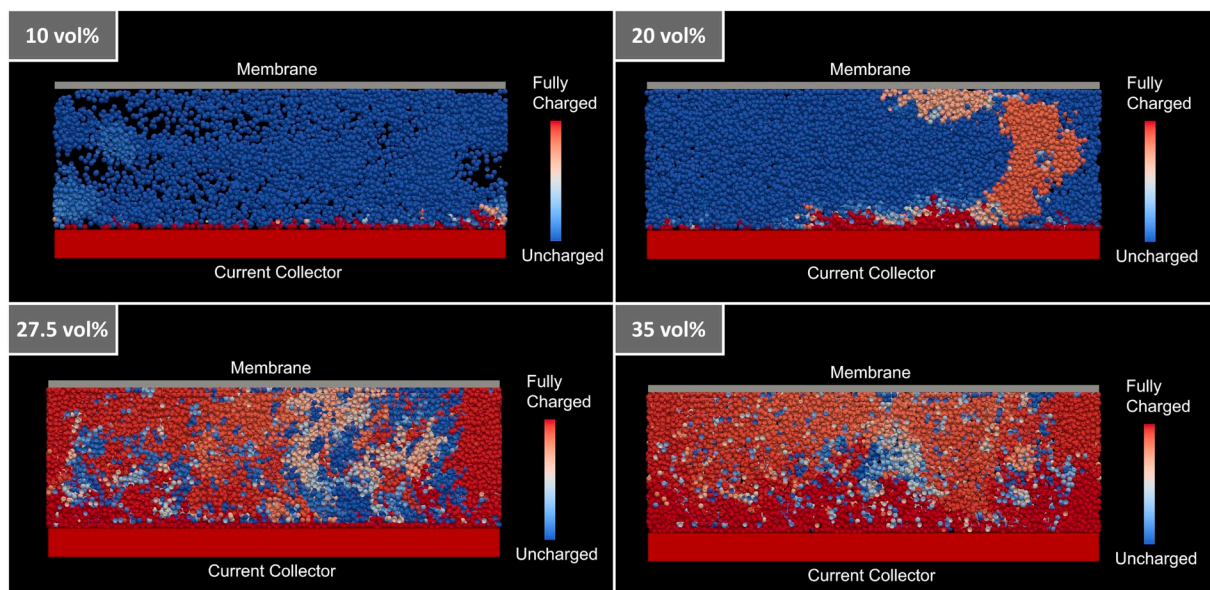 10 vol%
Membrane
Fully
Charged
Uncharged
Current Collector
20 vol%
Membrane
Fully
Charged
Uncharged
Current Collector
27.5 vol%
Membrane
Fully
Charged
Uncharged
Current Collector
35 vol%
Membrane
Fully
Charged
Uncharged
Current Collector